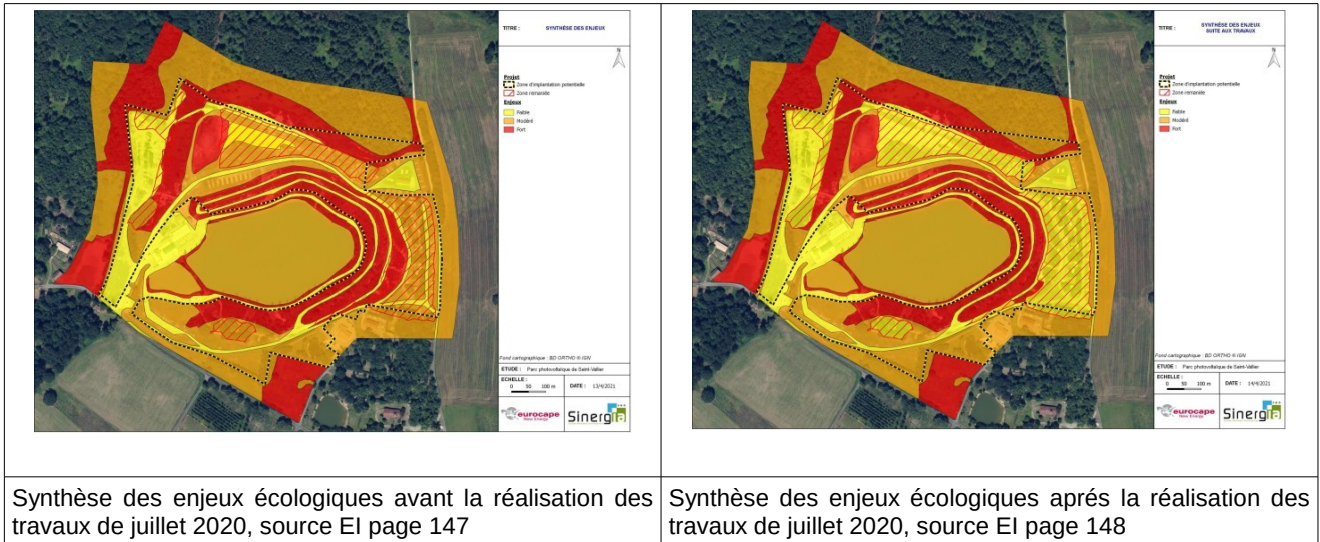 TITRE : SYNTHÈSE DES ENJEUX
N
Projet
Zone d'implantation potentielle
Zone remaniée
Enjeux
Faible
Modéré
Fort
Fond cartographique : BD ORTHO ® IGN
ETUDE : Parc photovoltaïque de Saint-Vallier
ECHELLE :
0 50 100 m
DATE : 13/4/2021
eurocape
New Energy
Sinergia
TITRE : SYNTHÈSE DES ENJEUX
SUITE AUX TRAVAUX
N
Projet
Zone d'implantation potentielle
Zone remaniée
Enjeux
Faible
Modéré
Fort
Fond cartographique : BD ORTHO ® IGN
ETUDE : Parc photovoltaïque de Saint-Vallier
ECHELLE :
0 50 100 m
DATE : 14/4/2021
eurocape
New Energy
Sinergia
Synthèse des enjeux écologiques avant la réalisation des
travaux de juillet 2020, source EI page 147
Synthèse des enjeux écologiques aprés la réalisation des
travaux de juillet 2020, source EI page 148